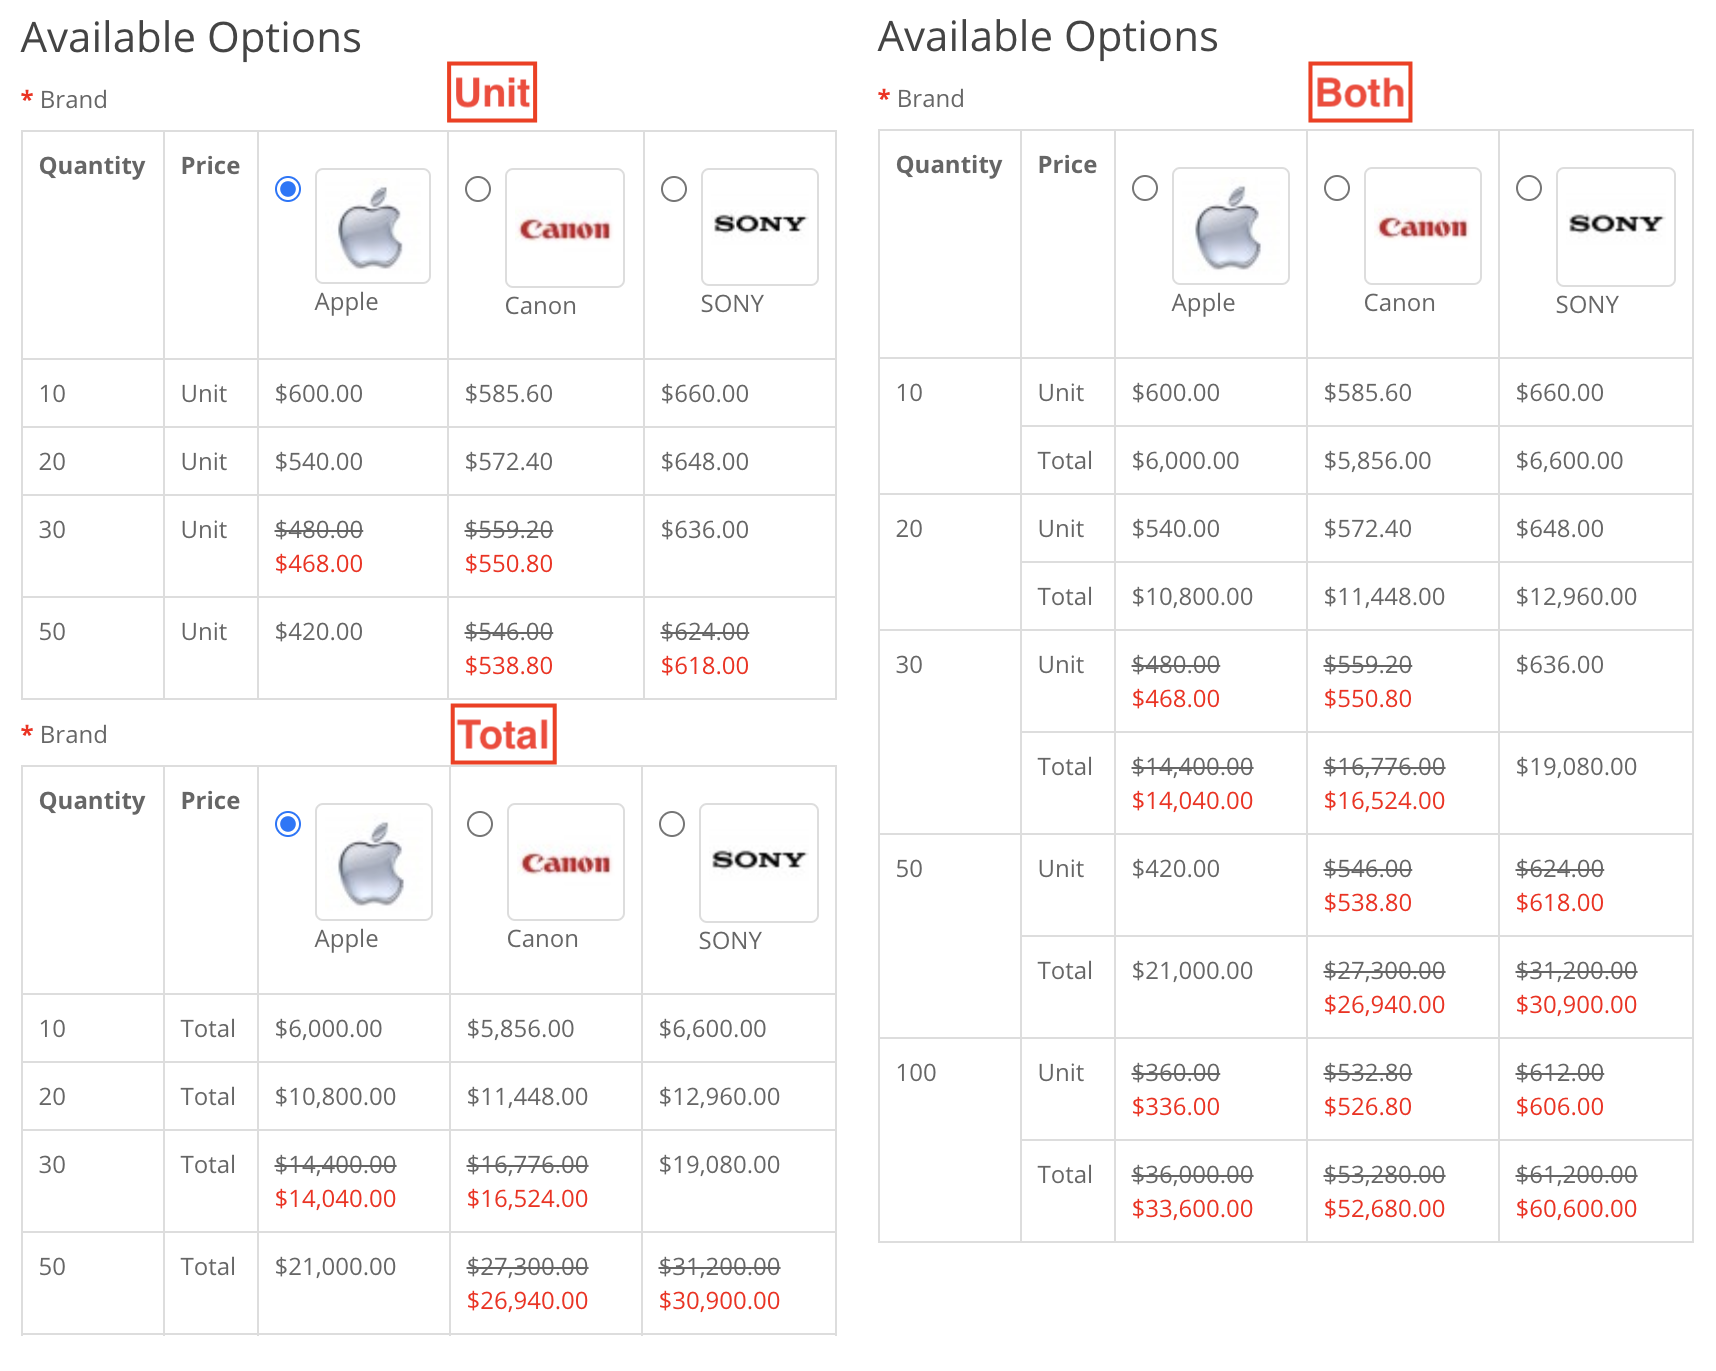 Available Options
Unit
* Brand
Quantity Price
Canon SONY
Apple Canon SONY
10 Unit $600.00 $585.60 $660.00
20 Unit $540.00 $572.40 $648.00
30 Unit $480.00 $559.20 $636.00
$468.00 $550.80
50 Unit $420.00 $546.00 $624.00
$538.80 $618.00
* Brand
Total
Quantity Price
Canon SONY
Apple Canon SONY
10 Total $6,000.00 $5,856.00 $6,600.00
20 Total $10,800.00 $11,448.00 $12,960.00
30 Total $14,400.00 $16,776.00 $19,080.00
$14,040.00 $16,524.00
50 Total $21,000.00 $27,300.00 $31,200.00
$26,940.00 $30,900.00
Available Options
Both
* Brand
Quantity Price
Canon SONY
Apple Canon SONY
10 Unit $600.00 $585.60 $660.00
Total $6,000.00 $5,856.00 $6,600.00
20 Unit $540.00 $572.40 $648.00
Total $10,800.00 $11,448.00 $12,960.00
30 Unit $480.00 $559.20 $636.00
$468.00 $550.80
Total $14,400.00 $16,776.00 $19,080.00
$14,040.00 $16,524.00
50 Unit $420.00 $546.00 $624.00
$538.80 $618.00
Total $21,000.00 $27,300.00 $31,200.00
$26,940.00 $30,900.00
100 Unit $360.00 $532.80 $612.00
$336.00 $526.80 $606.00
Total $36,000.00 $53,280.00 $61,200.00
$33,600.00 $52,680.00 $60,600.00